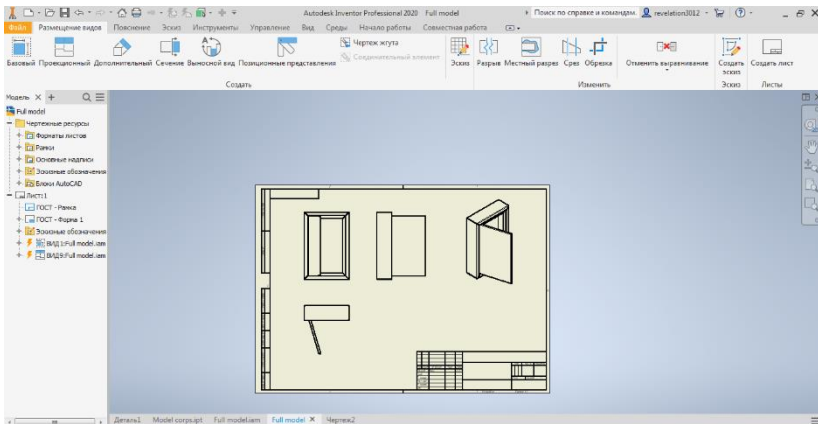 Autodesk Inventor Professional 2020 Full model
Поиск по справке и командам.
revelation3012
Файл Размещение видов Пояснение Эскиз Инструменты Управление Вид Среды Начало работы Совместная работа
Базовый Проекционный Дополнительный Сечение Выносной вид Позиционные представления
Чертеж жгута
Соединительный элемент
Эскиз Разрыв Местный разрез Срез Обрезка
Отменить выравнивание
Создать эскиз
Создать лист
Создать Изменить Эскиз Листы
Модель
Full model
Чертежные ресурсы
Форматы листов
Рамки
Основные надписи
Эскизные обозначения
Блоки AutoCAD
Лист:1
ГОСТ - Рамка
ГОСТ - Форма 1
Эскизные обозначения
ВИД 1:Full model.iam
ВИД9:Full model.iam
Деталь1 Model corps.ipt Full model.iam Full model Чертеж2